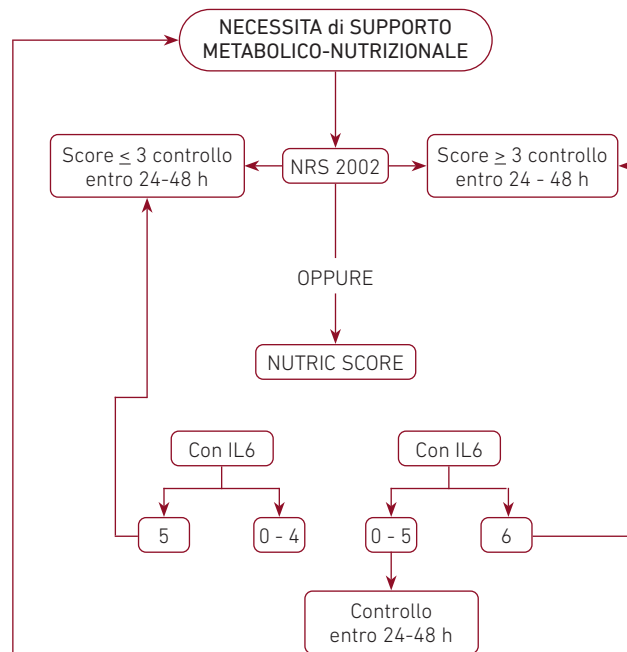 NECESSITA di SUPPORTO
METABOLICO-NUTRIZIONALE
Score ≤ 3 controllo
entro 24-48 h
NRS 2002
Score ≥ 3 controllo
entro 24 - 48 h
OPPURE
NUTRIC SCORE
Con IL6
Con IL6
5
0 - 4
0 - 5
6
Controllo
entro 24-48 h